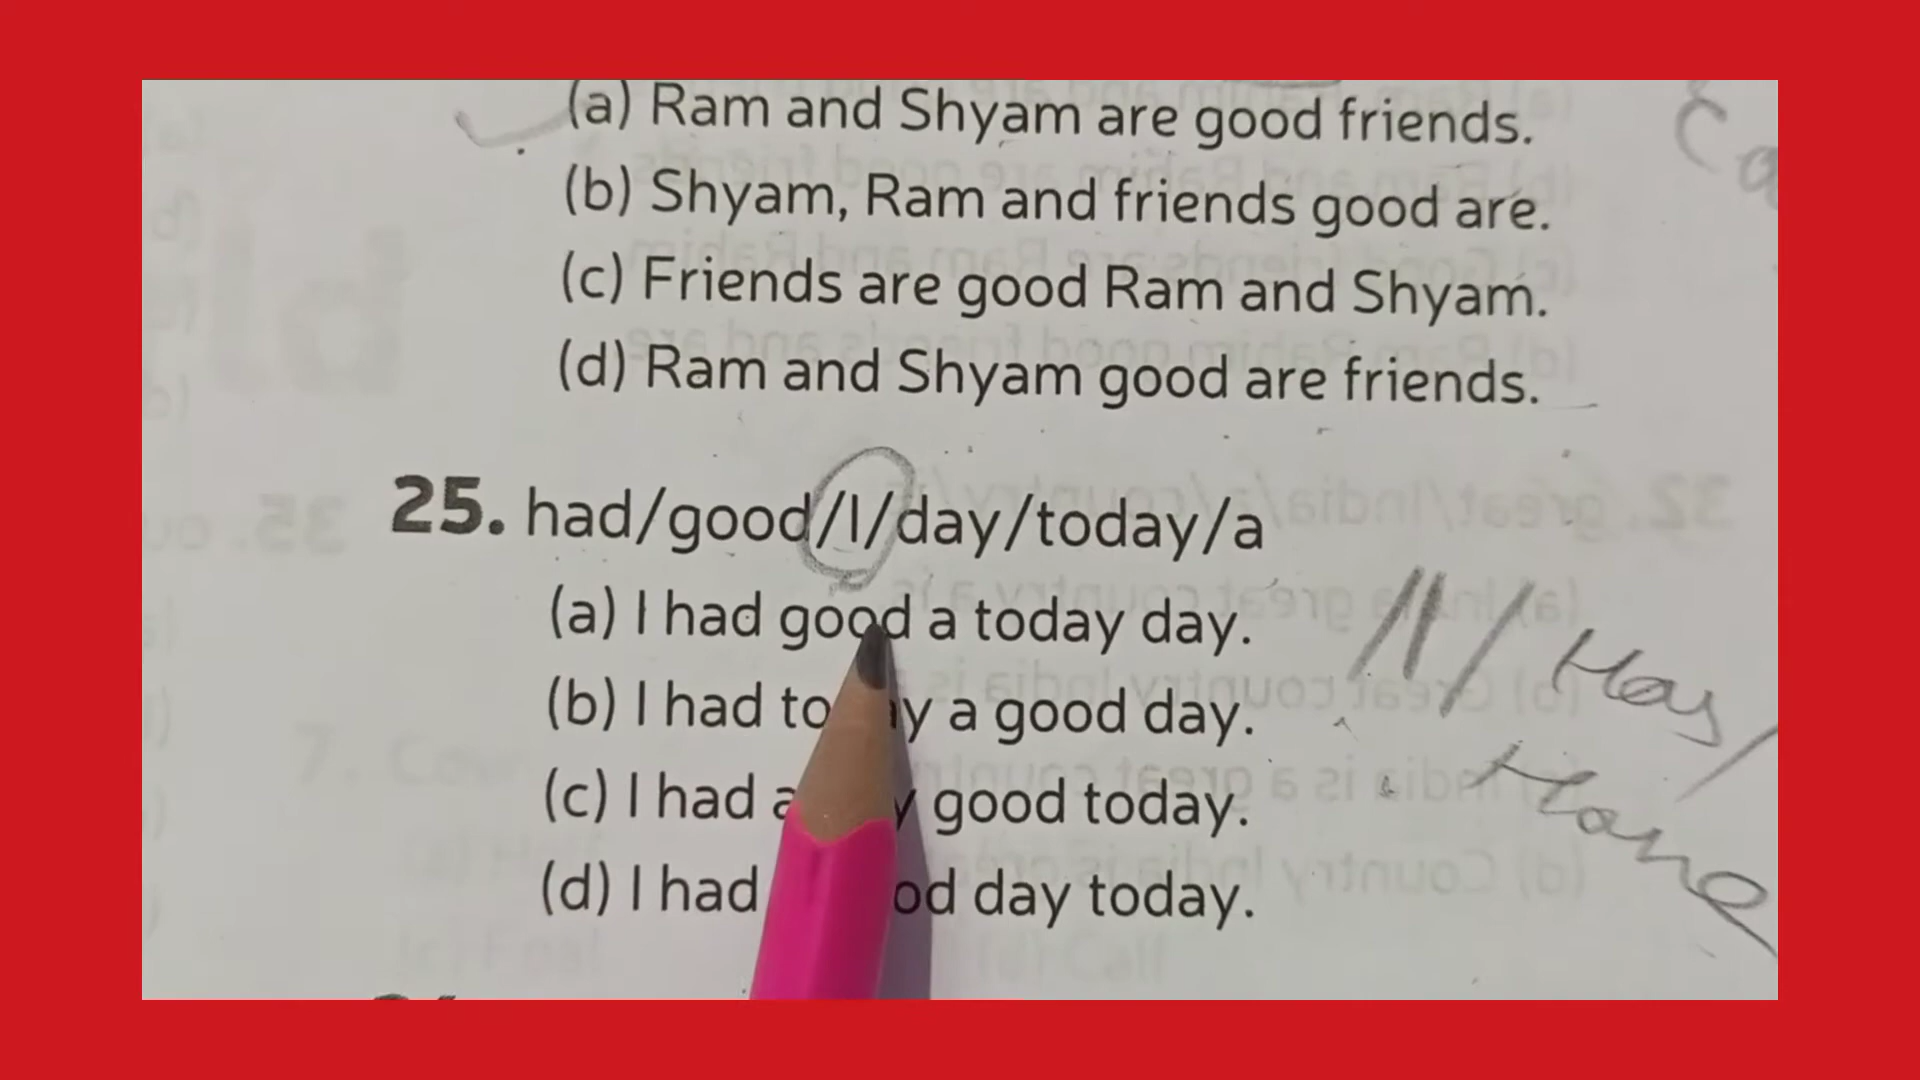 (a) Ram and Shyam are good friends.
(b) Shyam, Ram and friends good are.
(c) Friends are good Ram and Shyam.
(d) Ram and Shyam good are friends.
25. had/good/I/day/today/a
(a) I had good a today day.
(b) I had a good day.
(c) I had good today.
(d) I had day today.
/I/ Has/